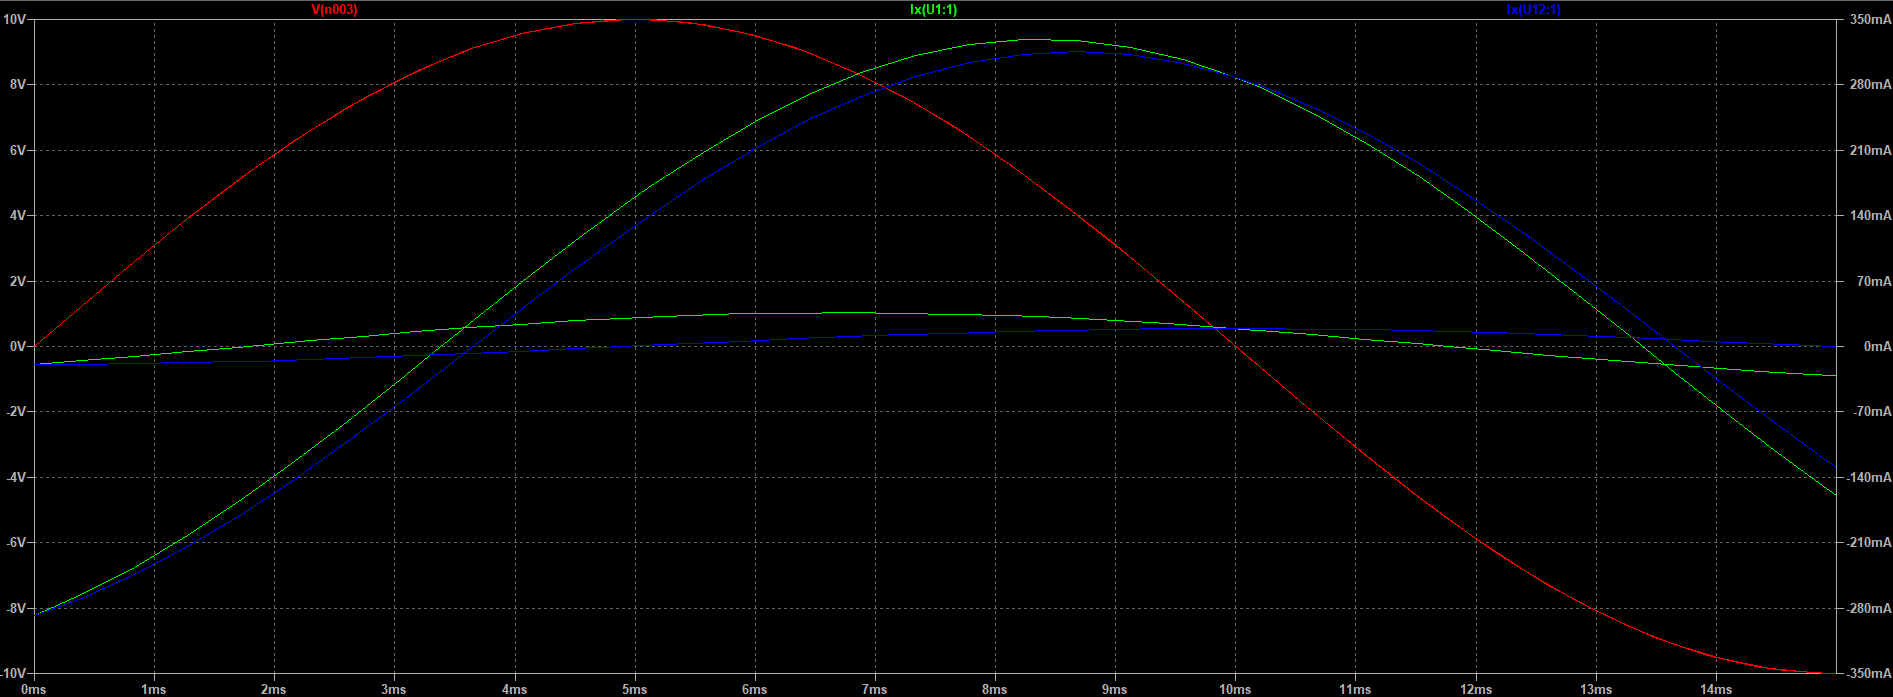 V(n003) Ix(U1:1) Ix(U12:1)
10V 350mA
8V 280mA
6V 210mA
4V 140mA
2V 70mA
0V 0mA
-2V -70mA
-4V -140mA
-6V -210mA
-8V -280mA
-10V -350mA
0ms 1ms 2ms 3ms 4ms 5ms 6ms 7ms 8ms 9ms 10ms 11ms 12ms 13ms 14ms